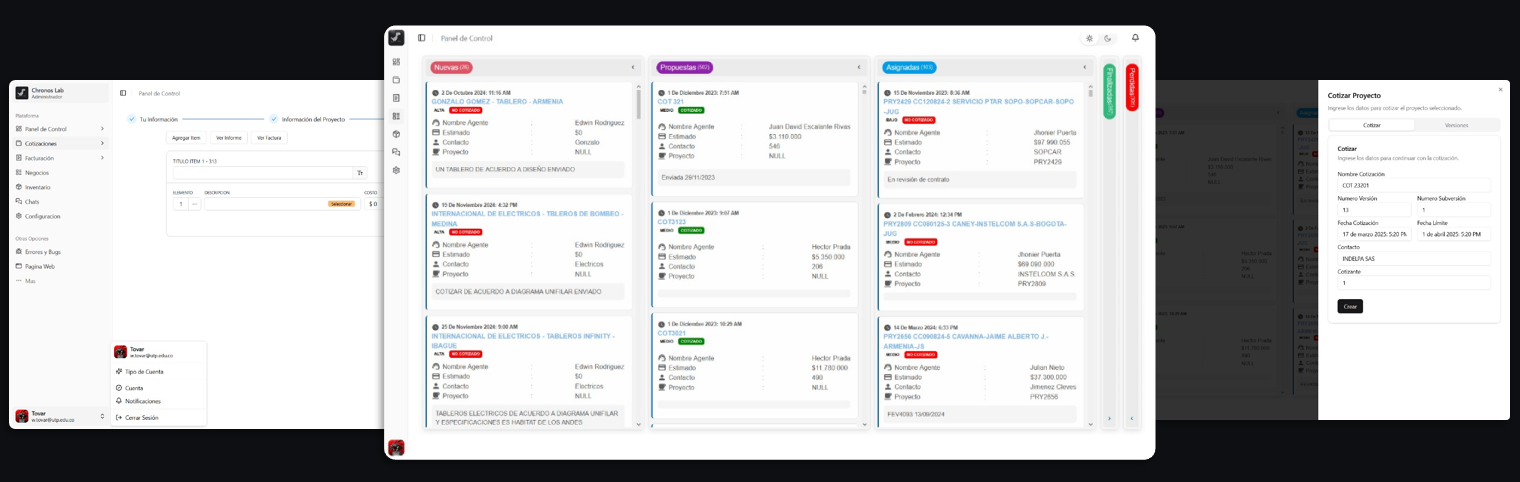 Chronos Lab
Administrador
Plataforma
Panel de Control
Cotizaciones
Facturación
Negocios
Inventario
Chats
Configuracion
Otras Opciones
Errores y Bugs
Pagina Web
Mas
Tovar
w.tovar@utp.edu.co
Panel de Control
Tu Información
Información del Proyecto
Agregar Item
Ver Informe
Ver Factura
TITULO ITEM 1 - 313
ELEMENTO
DESCRIPCION
COSTO
1
Seleccionar
$ 0
Tovar
w.tovar@utp.edu.co
Tipo de Cuenta
Cuenta
Notificaciones
Cerrar Sesión
Panel de Control
Nuevas (26)
2 De Octubre 2024: 11:16 AM
GONZALO GOMEZ - TABLERO - ARMENIA
ALTA NO COTIZADO
Nombre Agente : Edwin Rodriguez
Estimado : $0
Contacto : Gonzalo
Proyecto : NULL
UN TABLERO DE ACUERDO A DISEÑO ENVIADO
19 De Noviembre 2024: 4:32 PM
INTERNACIONAL DE ELECTRICOS - TBLEROS DE BOMBEO -
MEDINA
ALTA NO COTIZADO
Nombre Agente : Edwin Rodriguez
Estimado : $0
Contacto : Electricos
Proyecto : NULL
COTIZAR DE ACUERDO A DIAGRAMA UNIFILAR ENVIADO
25 De Noviembre 2024: 9:08 AM
INTERNACIONAL DE ELECTRICOS - TABLEROS INFINITY -
IBAGUE
ALTA NO COTIZADO
Nombre Agente : Edwin Rodriguez
Estimado : $0
Contacto : Electricos
Proyecto : NULL
TABLEROS ELECTRICOS DE ACUERDO A DIAGRAMA UNIFILAR
Y ESPECIFICACIONES ES HABITAT DE LOS ANDES
Propuestas (507)
1 De Diciembre 2023: 7:51 AM
COT 321
MEDIO COTIZADO
Nombre Agente : Juan David Escalante Rivas
Estimado : $3.110.000
Contacto : 546
Proyecto : NULL
Enviada 29/11/2023
1 De Diciembre 2023: 9:07 AM
COT3123
MEDIO COTIZADO
Nombre Agente : Hector Prada
Estimado : $5.350.000
Contacto : 206
Proyecto : NULL
1 De Diciembre 2023: 10:29 AM
COT3021
MEDIO COTIZADO
Nombre Agente : Hector Prada
Estimado : $11.780.000
Contacto : 490
Proyecto : NULL
Asignadas (103)
10 De Noviembre 2023: 9:36 AM
PRY2429 CC120824-2 SERVICIO PTAR SOPO-SOPCAR-SOPO
-JUG
BAJO NO COTIZADO
Nombre Agente : Jhonier Puerta
Estimado : $97.990.055
Contacto : SOPCAR
Proyecto : PRY2429
En revisión de contrato
2 De Febrero 2024: 12:34 PM
PRY2809 CC080125-3 CANEY-INSTELCOM S.A.S-BOGOTA-
JUG
MEDIO NO COTIZADO
Nombre Agente : Jhonier Puerta
Estimado : $69.090.000
Contacto : INSTELCOM S.A.S
Proyecto : PRY2809
14 De Marzo 2024: 6:33 PM
PRY2656 CC090824-5 CAVANNA-JAIME ALBERTO J.-
ARMENIA-JS
MEDIO NO COTIZADO
Nombre Agente : Julian Nieto
Estimado : $37.300.000
Contacto : Jimenez Cleves
Proyecto : PRY2656
FEV4093 13/09/2024
Finalizadas
Perdidas
Cotizar Proyecto
Ingrese los datos para cotizar el proyecto seleccionado.
Cotizar
Versiones
Cotizar
Ingrese los datos para continuar con la cotización.
Nombre Cotización
COT 23201
Numero Versión
Numero Subversión
13
1
Fecha Cotización
Fecha Límite
17 de marzo 2025: 5:20 PM
1 de abril 2025: 5:20 PM
Contacto
INDELPA SAS
Cotizante
1
Crear